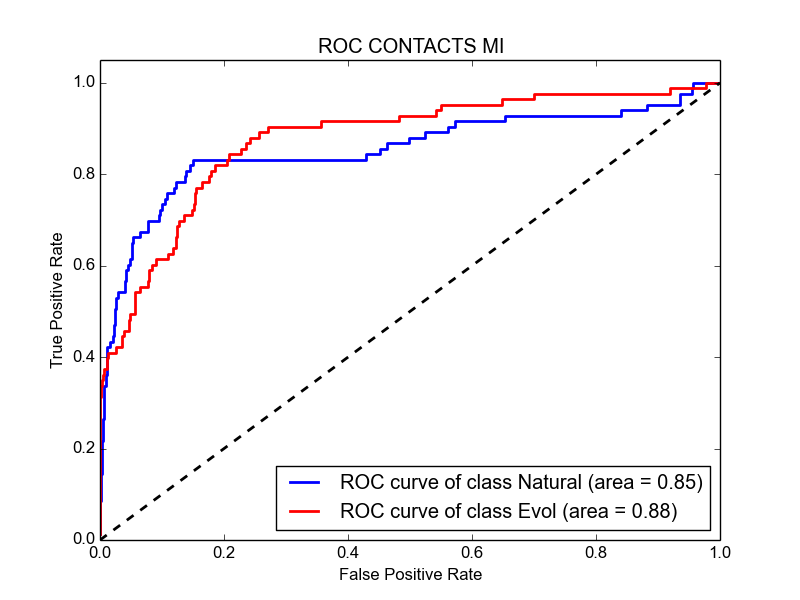 ROC CONTACTS MI
True Positive Rate
1.0
0.8
0.6
0.4
0.2
0.0
0.0 0.2 0.4 0.6 0.8 1.0
False Positive Rate
ROC curve of class Natural (area = 0.85)
ROC curve of class Evol (area = 0.88)